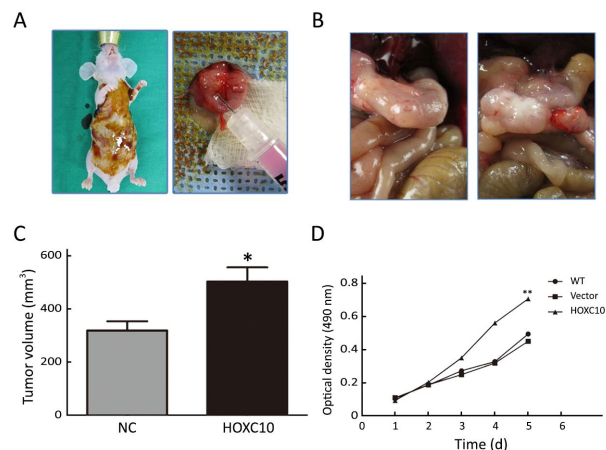 A
B
C
600
400
200
0
Tumor volume (mm³)
*
NC
HOXC10
D
0.8
0.6
0.4
0.2
0
Optical density (490 nm)
**
WT
Vector
HOXC10
1 2 3 4 5 6
Time (d)